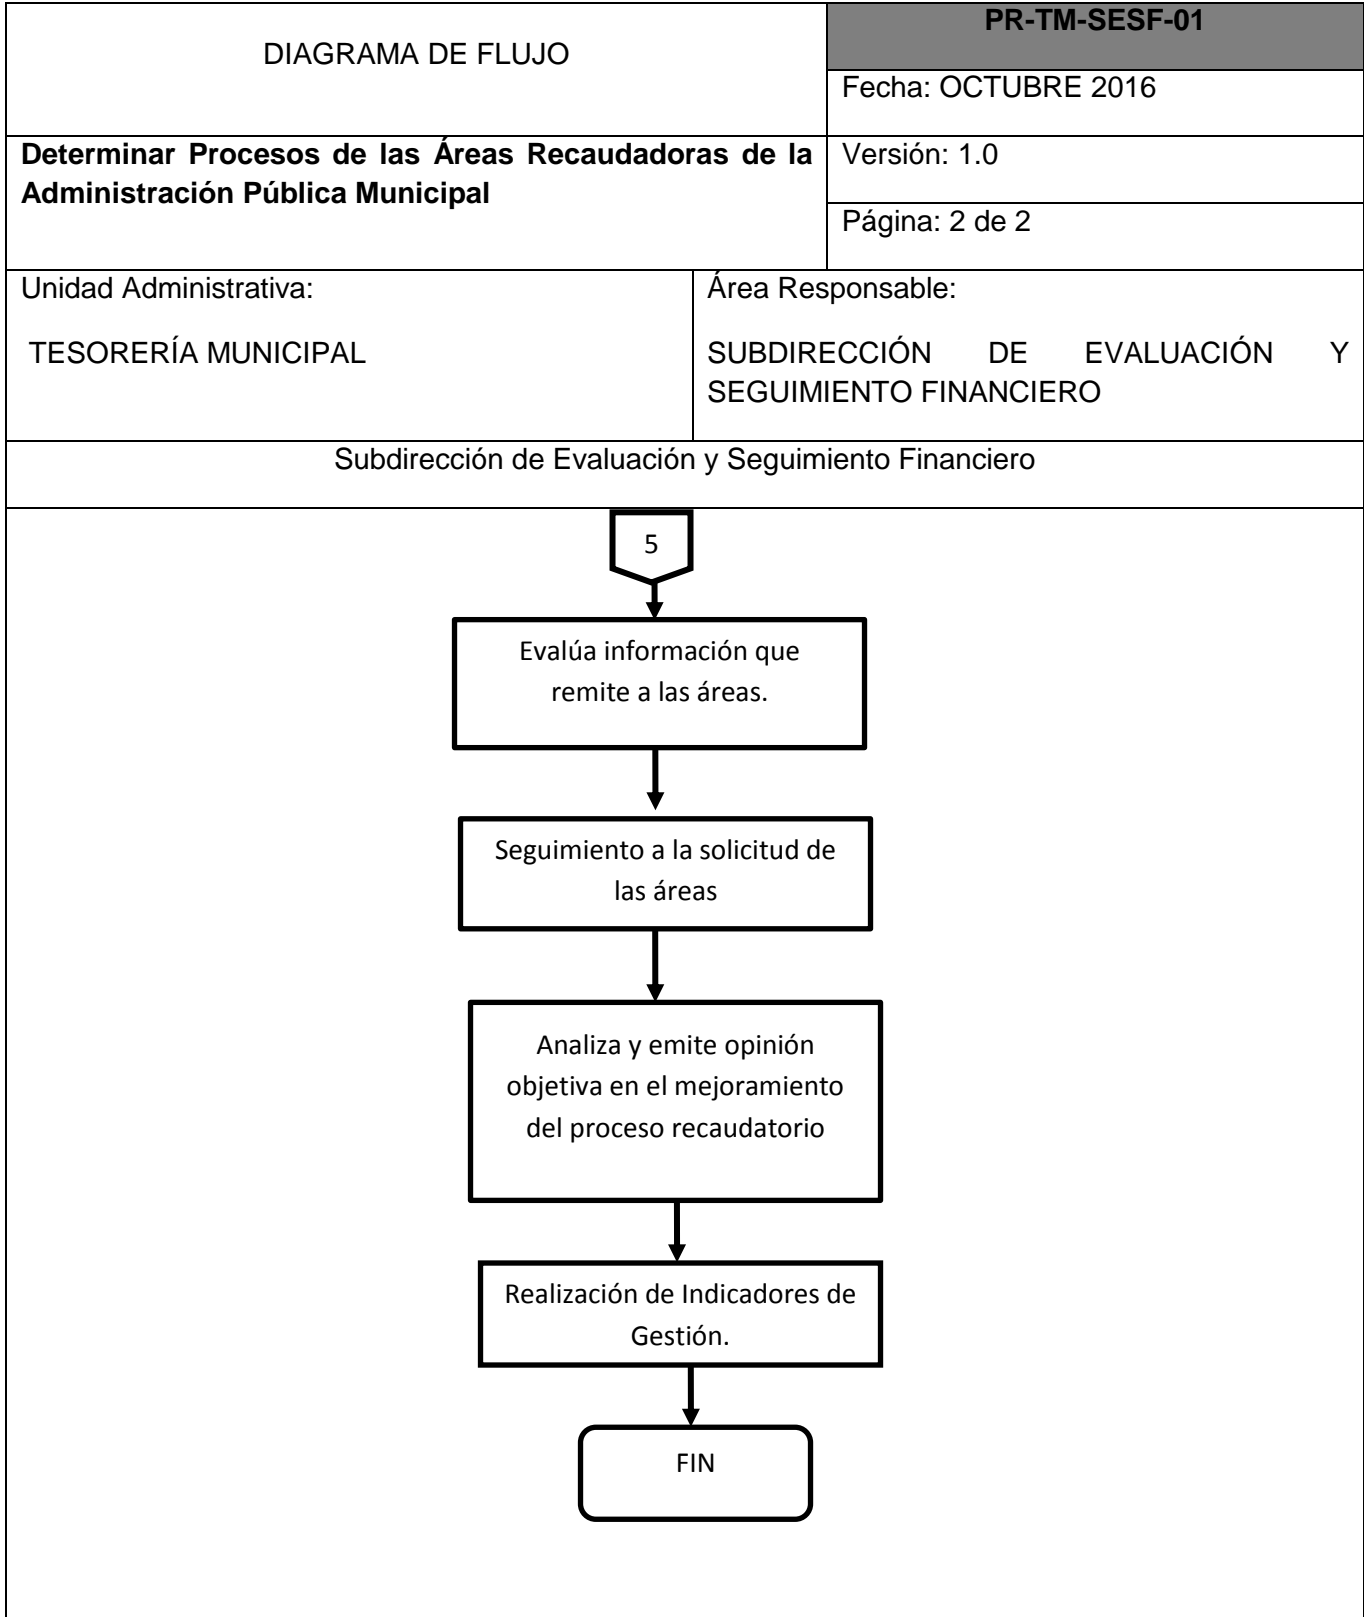 DIAGRAMA DE FLUJO
PR-TM-SESF-01
Fecha: OCTUBRE 2016
Determinar Procesos de las Áreas Recaudadoras de la
Administración Pública Municipal
Versión: 1.0
Página: 2 de 2
Unidad Administrativa:
TESORERÍA MUNICIPAL
Área Responsable:
SUBDIRECCIÓN DE EVALUACIÓN Y
SEGUIMIENTO FINANCIERO
Subdirección de Evaluación y Seguimiento Financiero
5
Evalúa información que
remite a las áreas.
Seguimiento a la solicitud de
las áreas
Analiza y emite opinión
objetiva en el mejoramiento
del proceso recaudatorio
Realización de Indicadores de
Gestión.
FIN